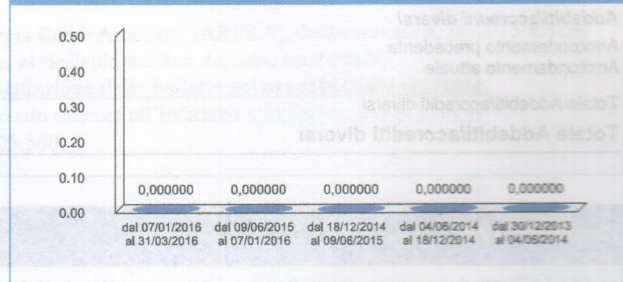 0.50
0.40
0.30
0.20
0.10
0.00
0,000000 0,000000 0,000000 0,000000 0,000000
dal 07/01/2016 dal 09/06/2015 dal 18/12/2014 dal 04/06/2014 dal 30/12/2013
al 31/03/2016 al 07/01/2016 al 09/06/2015 al 18/12/2014 al 04/06/2014
Addebiti/accrediti diversi
Arrotondamento precedente
Arrotondamento attuale
Totale Addebiti/accrediti diversi
Totale Addebiti/accrediti diversi